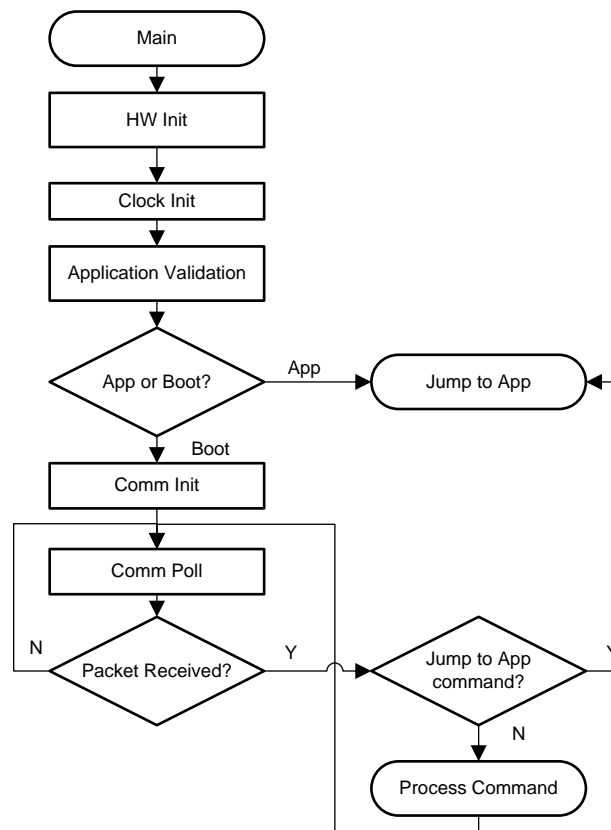 Main
HW Init
Clock Init
Application Validation
App or Boot?
App
Jump to App
Boot
Comm Init
Comm Poll
N
Packet Received?
Y
Jump to App
command?
Y
N
Process Command